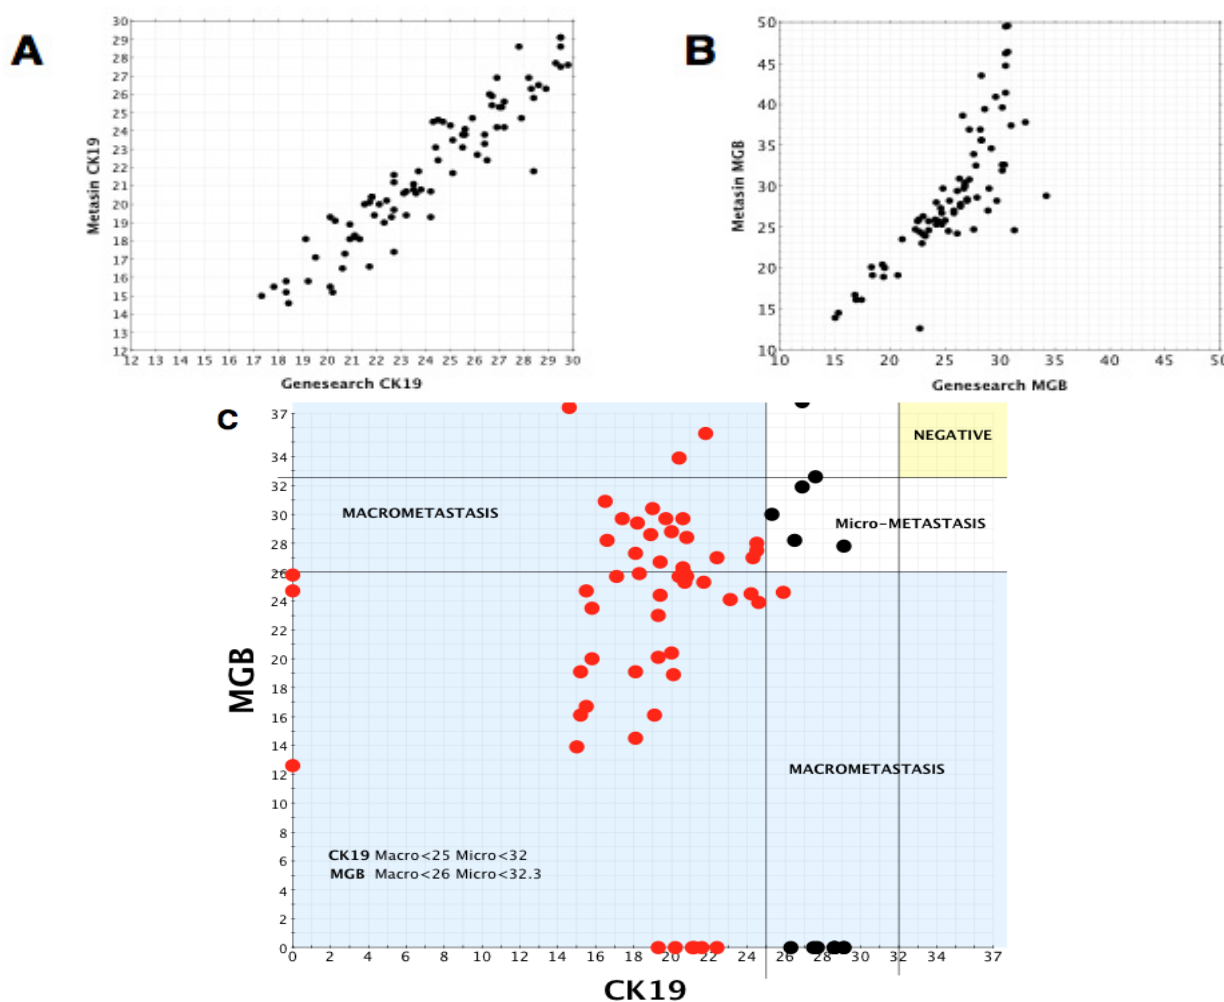 A
30
29
28
27
26
25
24
23
22
21
20
19
18
17
16
15
14
13
12
Metasin CK19
12 13 14 15 16 17 18 19 20 21 22 23 24 25 26 27 28 29 30
Genesearch CK19
B
50
45
40
35
30
25
20
15
10
Metasin MGB
10 15 20 25 30 35 40 45 50
Genesearch MGB
C
37
34
32
30
28
26
24
22
20
18
16
14
12
10
8
6
4
2
0
MGB
NEGATIVE
MACROMETASTASIS
Micro-METASTASIS
MACROMETASTASIS
CK19 Macro<25 Micro<32
MGB Macro<26 Micro<32.3
0 2 4 6 8 10 12 14 16 18 20 22 24 26 28 30 32 34 37
CK19